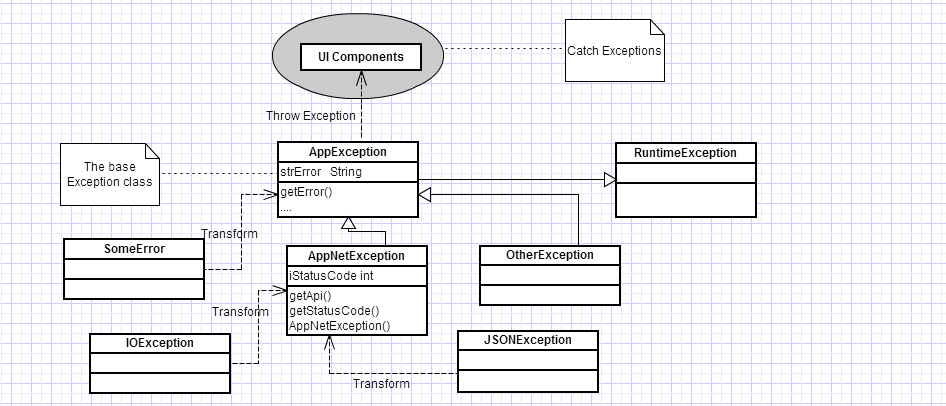 UI Components
Catch Exceptions
Throw Exception
AppException
strError String
getError()
....
RuntimeException
The base
Exception class
Transform
SomeError
AppNetException
iStatusCode int
getApi()
getStatusCode()
AppNetException()
OtherException
Transform
IOException
JSONException
Transform